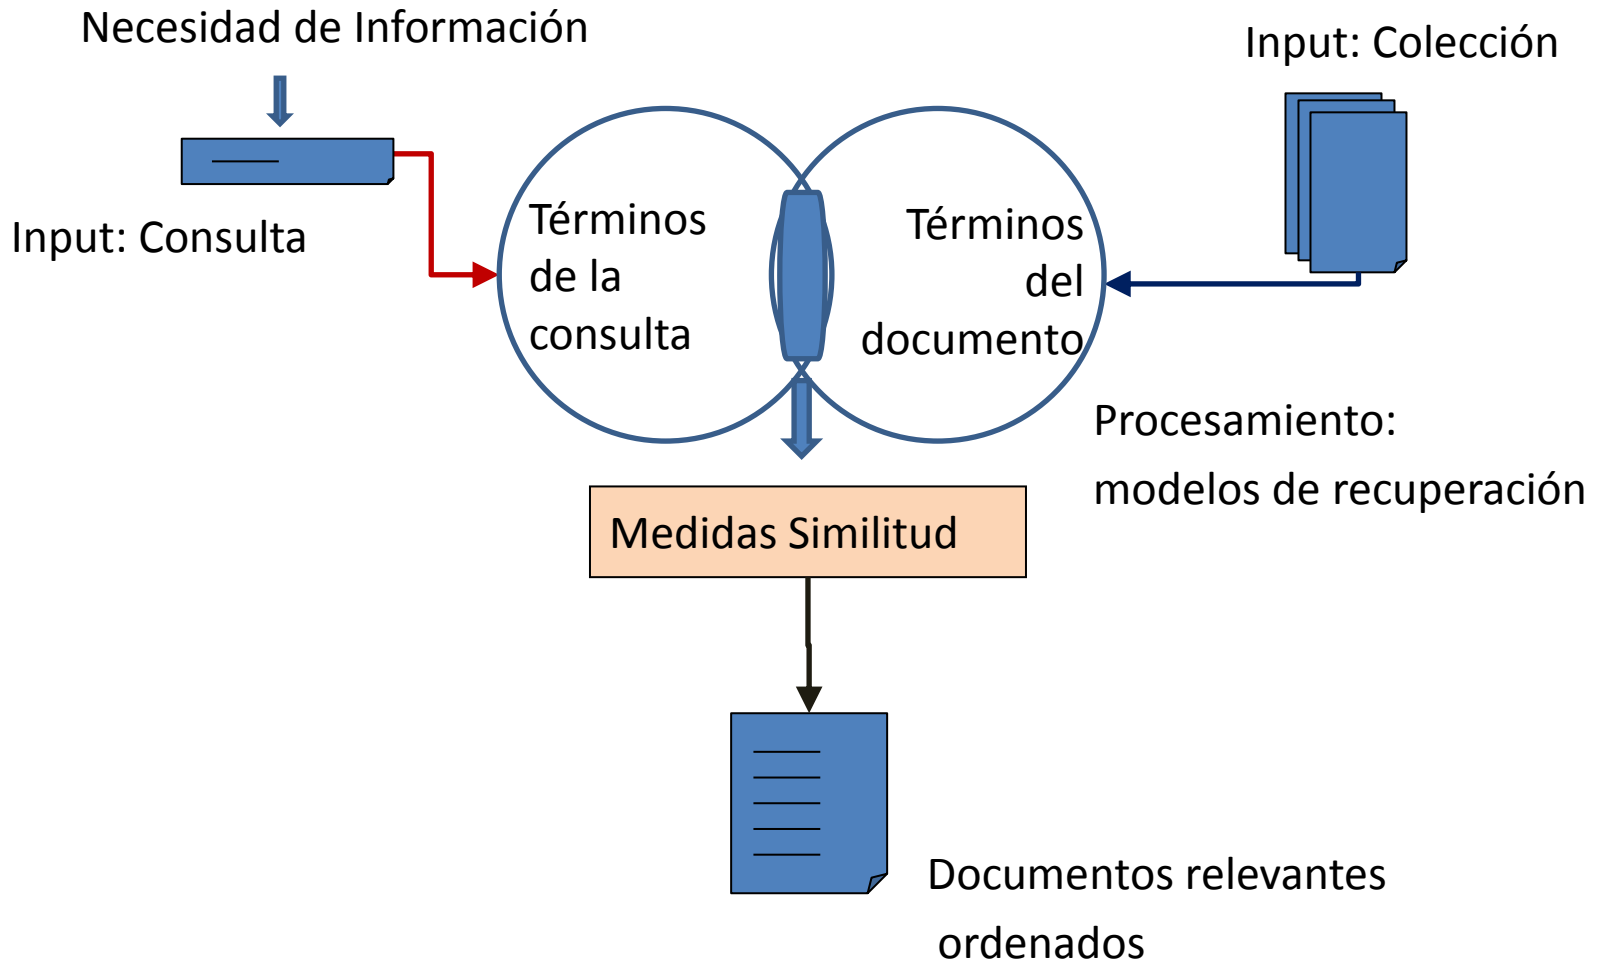 Necesidad de Información
Input: Colección
Input: Consulta
Términos
de la
consulta
Términos
del
documento
Procesamiento:
modelos de recuperación
Medidas Similitud
Documentos relevantes
ordenados